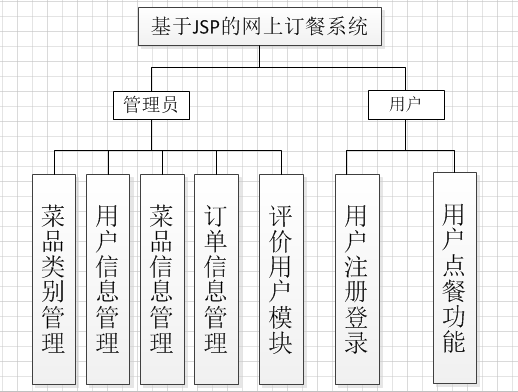 基于JSP的网上订餐系统
管理员
用户
菜品类别管理
用户信息管理
菜品信息管理
订单信息管理
评价用户模块
用户注册登录
用户点餐功能